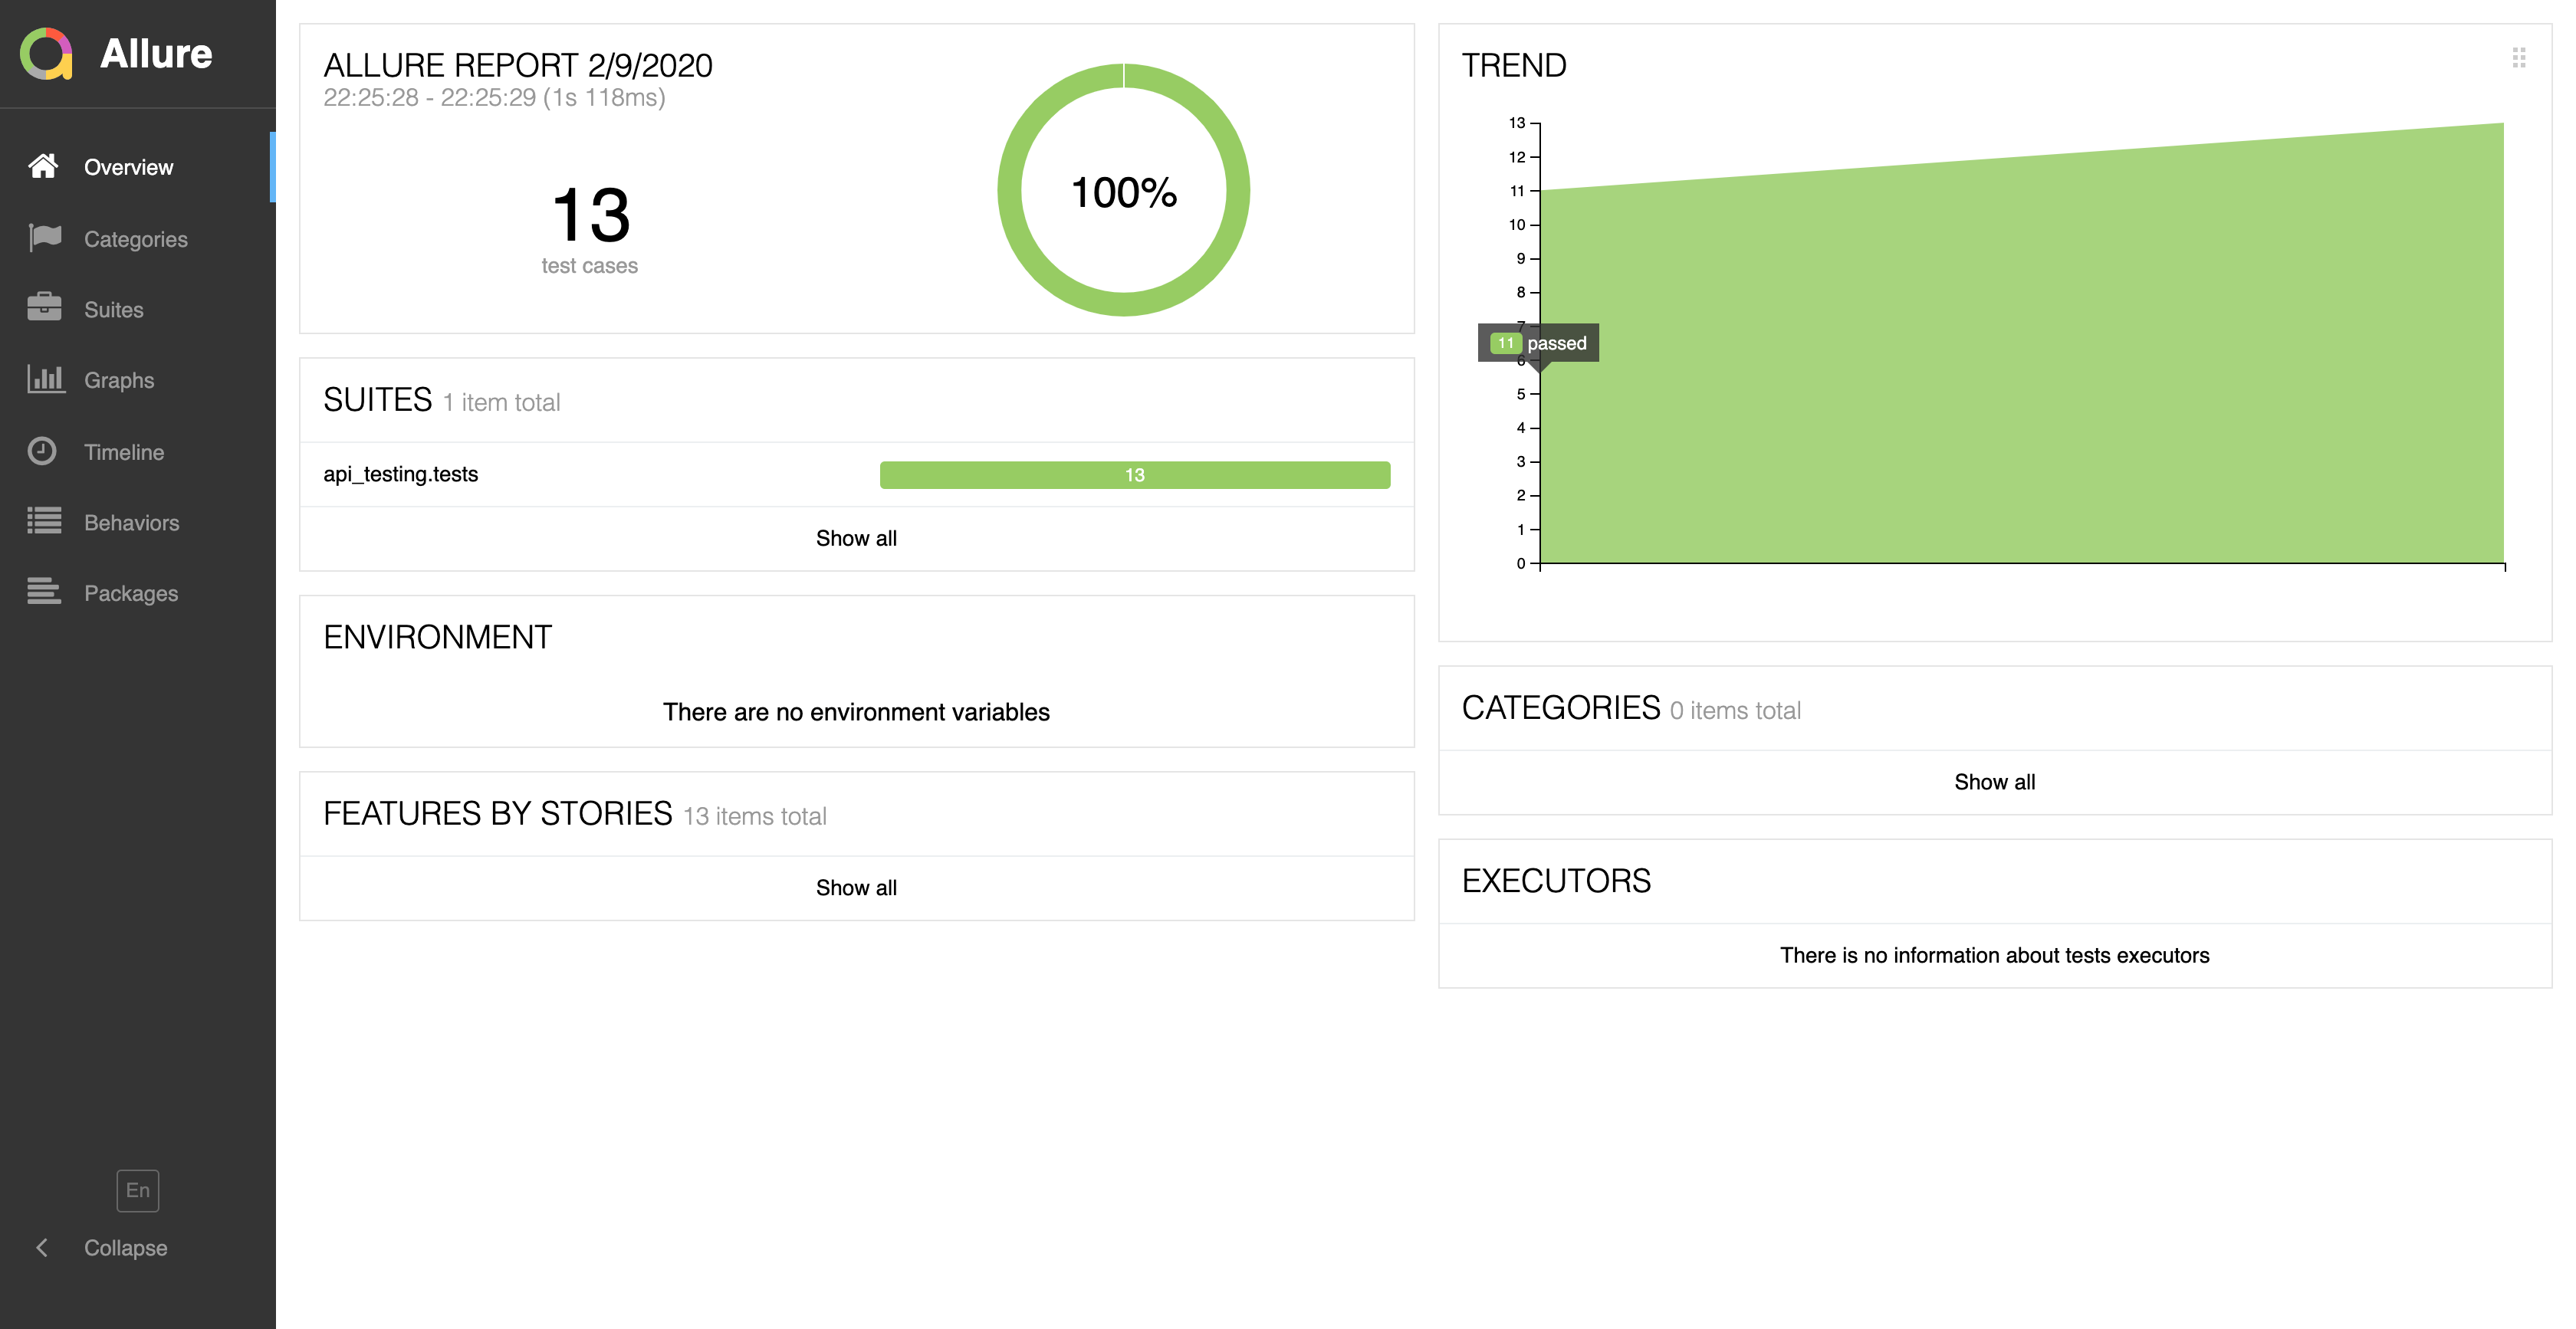 Allure
Overview
Categories
Suites
Graphs
Timeline
Behaviors
Packages
En
Collapse
ALLURE REPORT 2/9/2020
22:25:28 - 22:25:29 (1s 118ms)
13
test cases
100%
SUITES 1 item total
api_testing.tests 13
Show all
ENVIRONMENT
There are no environment variables
FEATURES BY STORIES 13 items total
Show all
TREND
13
12
11
10
9
8
7
11 passed
6
5
4
3
2
1
0
CATEGORIES 0 items total
Show all
EXECUTORS
There is no information about tests executors